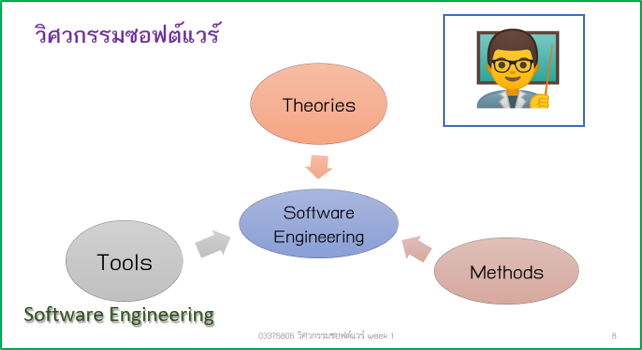 วิศวกรรมซอฟต์แวร์
Theories
Software
Engineering
Tools
Methods
Software Engineering
03376806 วิศวกรรมซอฟต์แวร์ week 1
8